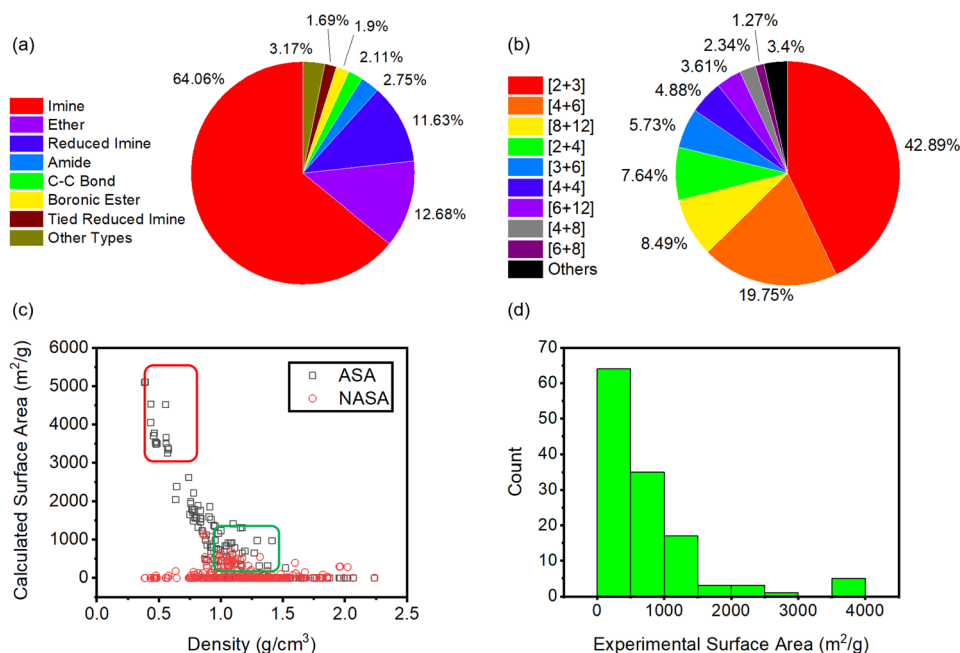 (a)
1.69%
1.9%
3.17%
2.11%
2.75%
64.06%
11.63%
12.68%
Imine
Ether
Reduced Imine
Amide
C-C Bond
Boronic Ester
Tied Reduced Imine
Other Types
(b)
1.27%
2.34%
3.4%
3.61%
4.88%
5.73%
42.89%
7.64%
8.49%
19.75%
[2+3]
[4+6]
[8+12]
[2+4]
[3+6]
[4+4]
[6+12]
[4+8]
[6+8]
Others
(c)
Calculated Surface Area (m²/g)
6000
5000
4000
3000
2000
1000
0
ASA
NASA
0.0 0.5 1.0 1.5 2.0 2.5
Density (g/cm³)
(d)
Count
70
60
50
40
30
20
10
0
0 1000 2000 3000 4000
Experimental Surface Area (m²/g)